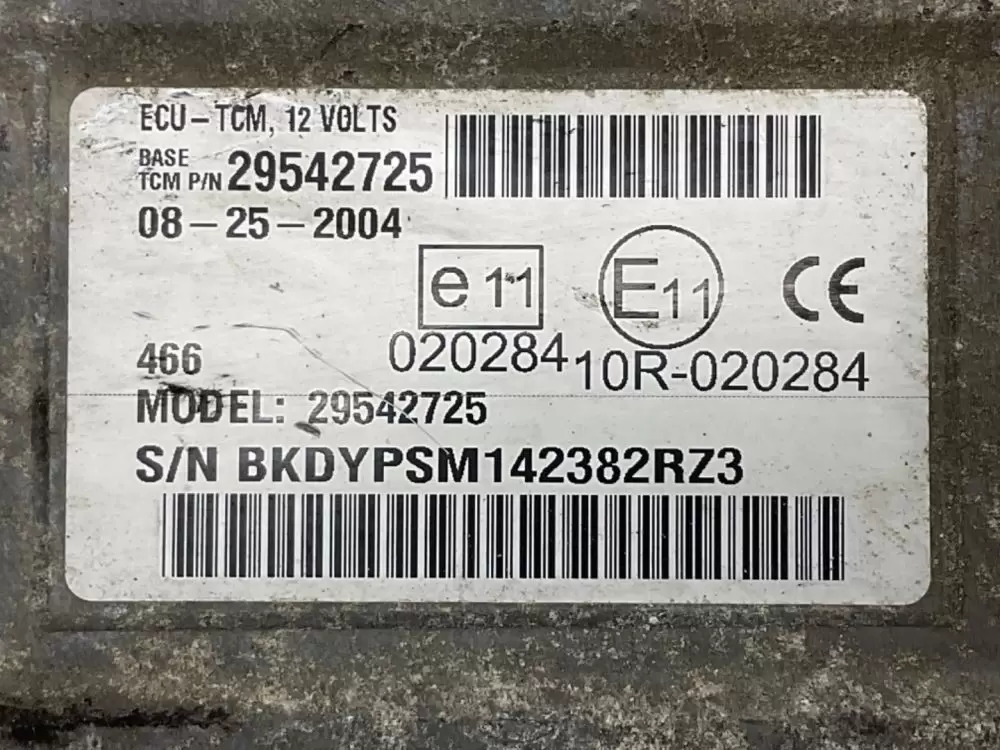 ECU-TCM, 12 VOLTS
BASE
TCM P/N 29542725
08-25-2004
e 11
E11
CE
020284
10R-020284
466
MODEL: 29542725
S/N BKDYPSM142382RZ3